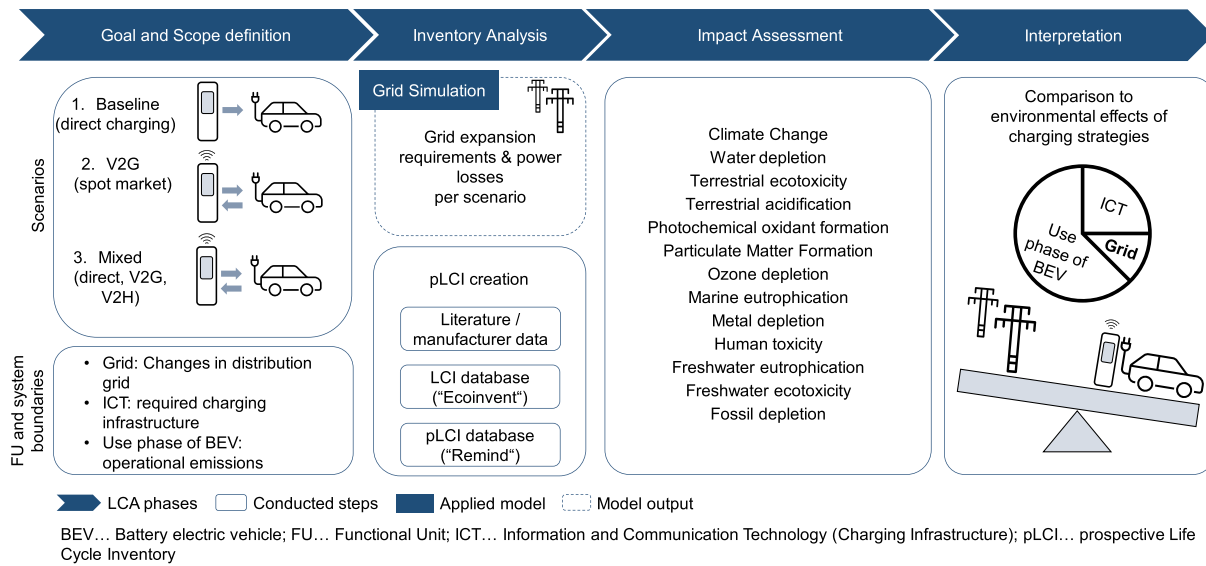 Goal and Scope definition
Inventory Analysis
Impact Assessment
Interpretation
Scenarios
1. Baseline
(direct charging)
2. V2G
(spot market)
3. Mixed
(direct, V2G,
V2H)
FU and system
boundaries
• Grid: Changes in distribution
grid
• ICT: required charging
infrastructure
• Use phase of BEV:
operational emissions
Grid Simulation
Grid expansion
requirements & power
losses
per scenario
pLCI creation
Literature /
manufacturer data
LCI database
(“Ecoinvent“)
pLCI database
(“Remind“)
Climate Change
Water depletion
Terrestrial ecotoxicity
Terrestrial acidification
Photochemical oxidant formation
Particulate Matter Formation
Ozone depletion
Marine eutrophication
Metal depletion
Human toxicity
Freshwater eutrophication
Freshwater ecotoxicity
Fossil depletion
Comparison to
environmental effects of
charging strategies
ICT
Grid
Use
phase of
BEV
LCA phases
Conducted steps
Applied model
Model output
BEV… Battery electric vehicle; FU… Functional Unit; ICT… Information and Communication Technology (Charging Infrastructure); pLCI… prospective Life
Cycle Inventory